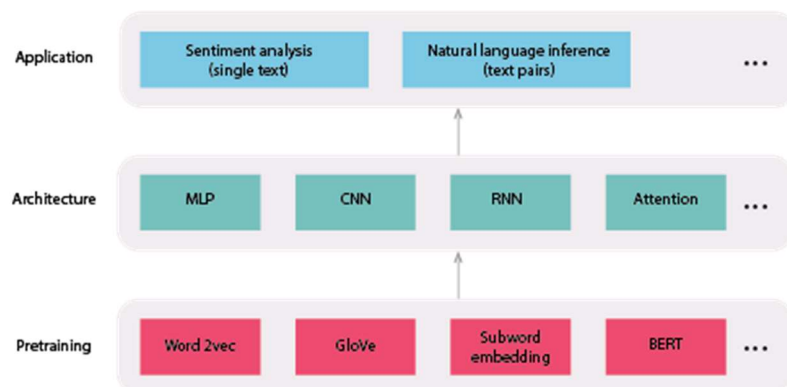 Application
Sentiment analysis
(single text)
Natural language inference
(text pairs)
...
Architecture
MLP
CNN
RNN
Attention
...
Pretraining
Word 2vec
GloVe
Subword
embedding
BERT
...